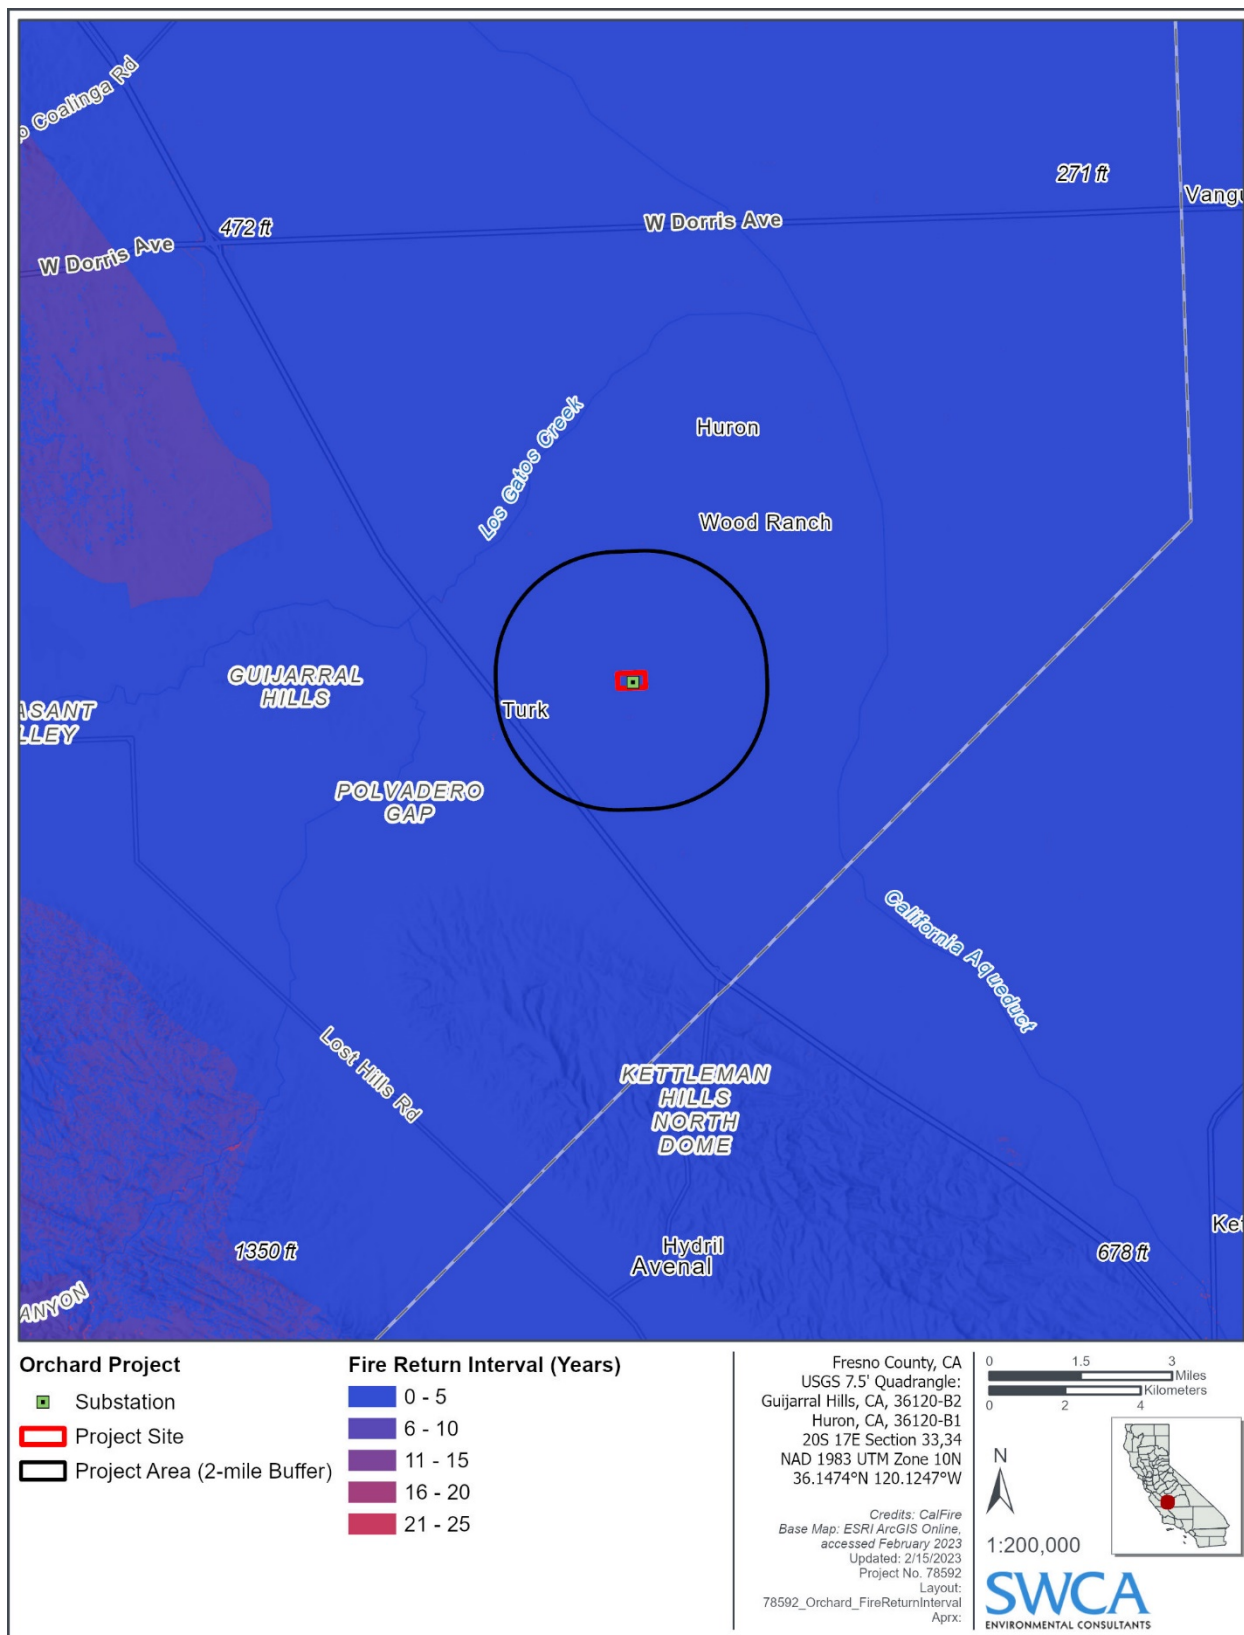 o Coalinga Rd
271 ft
Vangu
472 ft
W Dorris Ave
W Dorris Ave
Los Gatos Creek
Huron
Wood Ranch
GUIJARRAL
HILLS
Turk
ASANT
LLEY
POLVADERO
GAP
California Aqueduct
Lost Hills Rd
KETTLEMAN
HILLS
NORTH
DOME
Ket
1350 ft
Hydril
Avenal
678 ft
ANYON
Orchard Project
Substation
Project Site
Project Area (2-mile Buffer)
Fire Return Interval (Years)
0 - 5
6 - 10
11 - 15
16 - 20
21 - 25
Fresno County, CA
USGS 7.5' Quadrangle:
Guijarral Hills, CA, 36120-B2
Huron, CA, 36120-B1
20S 17E Section 33,34
NAD 1983 UTM Zone 10N
36.1474°N 120.1247°W
Credits: CalFire
Base Map: ESRI ArcGIS Online,
accessed February 2023
Updated: 2/15/2023
Project No. 78592
Layout:
78592_Orchard_FireReturnInterval
Aprx:
0 1.5 3
Miles
Kilometers
0 2 4
N
1:200,000
SWCA
ENVIRONMENTAL CONSULTANTS